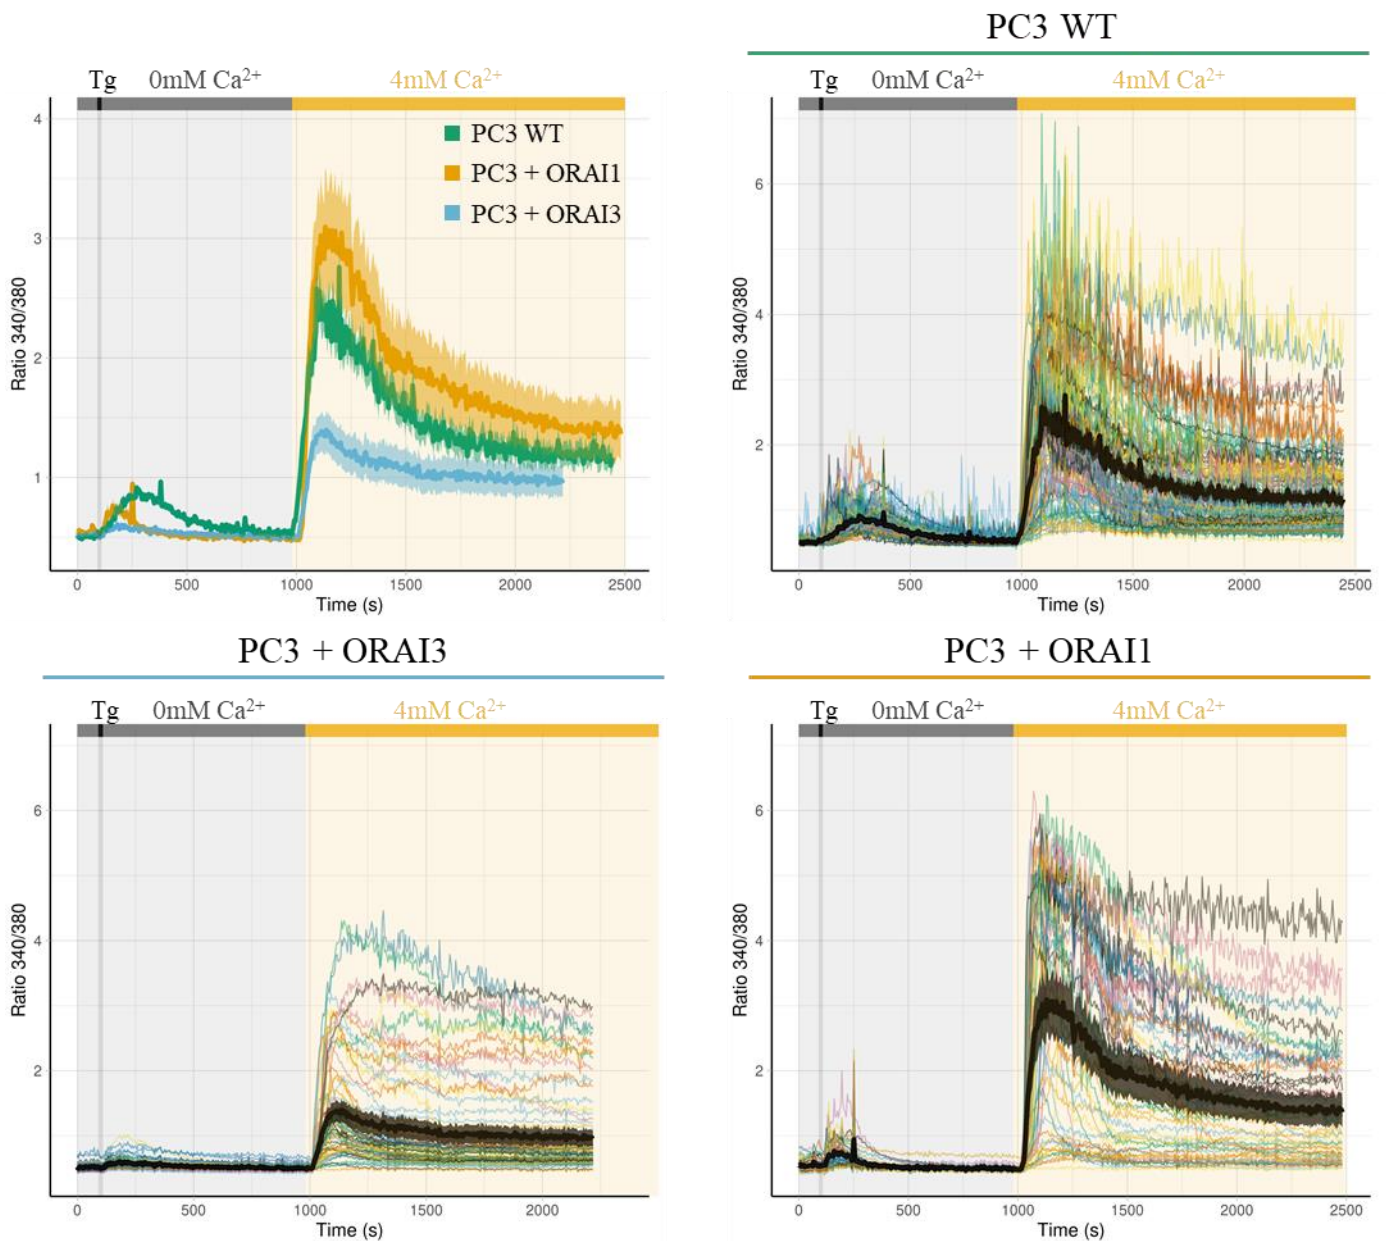 PC3 WT
Tg 0mM Ca²⁺ 4mM Ca²⁺
PC3 WT
PC3 + ORAI1
PC3 + ORAI3
4
3
2
1
Ratio 340/380
0 500 1000 1500 2000 2500
Time (s)
Tg 0mM Ca²⁺ 4mM Ca²⁺
6
4
2
Ratio 340/380
0 500 1000 1500 2000 2500
Time (s)
PC3 + ORAI3
Tg 0mM Ca²⁺ 4mM Ca²⁺
6
4
2
Ratio 340/380
0 500 1000 1500 2000
Time (s)
PC3 + ORAI1
Tg 0mM Ca²⁺ 4mM Ca²⁺
6
4
2
Ratio 340/380
0 500 1000 1500 2000 2500
Time (s)